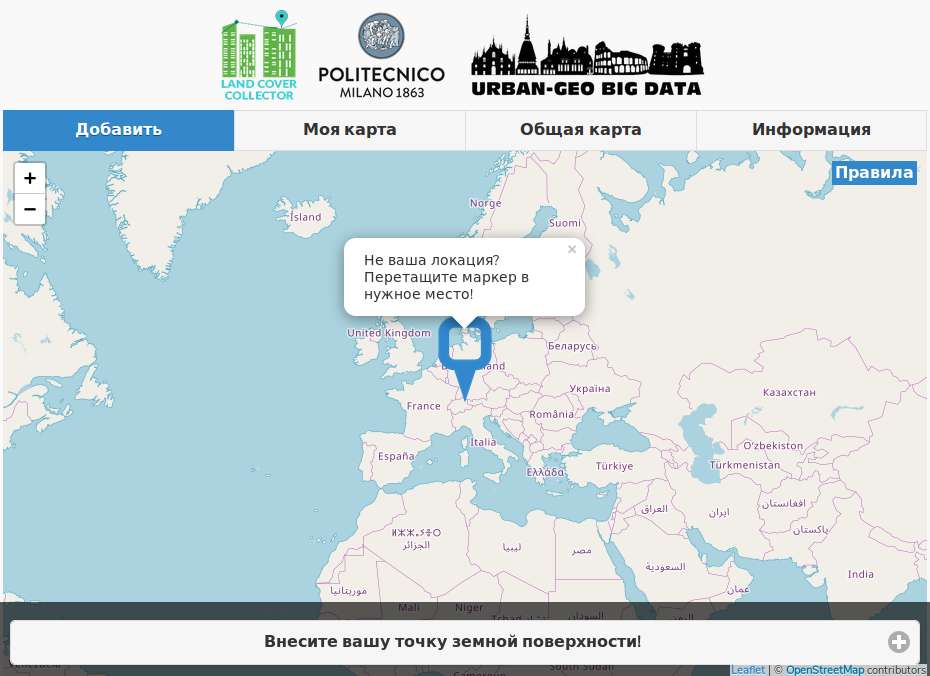 LAND COVER
COLLECTOR
POLITECNICO
MILANO 1863
URBAN-GEO BIG DATA
Добавить
Моя карта
Общая карта
Информация
+
−
Правила
Norge
Ísland
Suomi
Не ваша локация?
Перетащите маркер в
нужное место!
×
United Kingdom
Беларусь
Україна
Казахстан
France
România
Oʻzbekiston
Italia
España
Ελλάδα
Türkiye
Türkmenistan
افغانستان
العراق
ایران
پاکستان
ⵍⵣⵣⴰⵢⴻⵔ
الجزائر
ليبيا
مصر
السعودية
India
موريتانيا
عمان
Mali
Niger
السودان
Внесите вашу точку земной поверхности!
South Sudan
Leaflet | © OpenStreetMap contributors